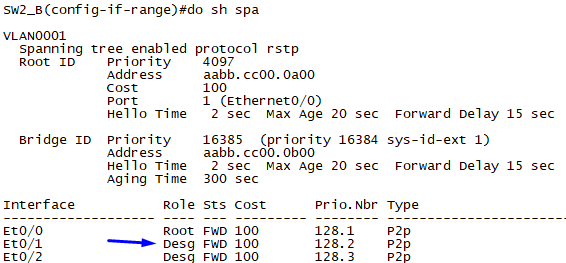 SW2_B(config-if-range)#do sh spa
VLAN0001
Spanning tree enabled protocol rstp
Root ID Priority 4097
Address aabb.cc00.0a00
Cost 100
Port 1 (Ethernet0/0)
Hello Time 2 sec Max Age 20 sec Forward Delay 15 sec
Bridge ID Priority 16385 (priority 16384 sys-id-ext 1)
Address aabb.cc00.0b00
Hello Time 2 sec Max Age 20 sec Forward Delay 15 sec
Aging Time 300 sec
Interface Role Sts Cost Prio.Nbr Type
------------------- ---- --- --------- -------- --------------------------------
Et0/0 Root FWD 100 128.1 P2p
Et0/1 Desg FWD 100 128.2 P2p
Et0/2 Desg FWD 100 128.3 P2p